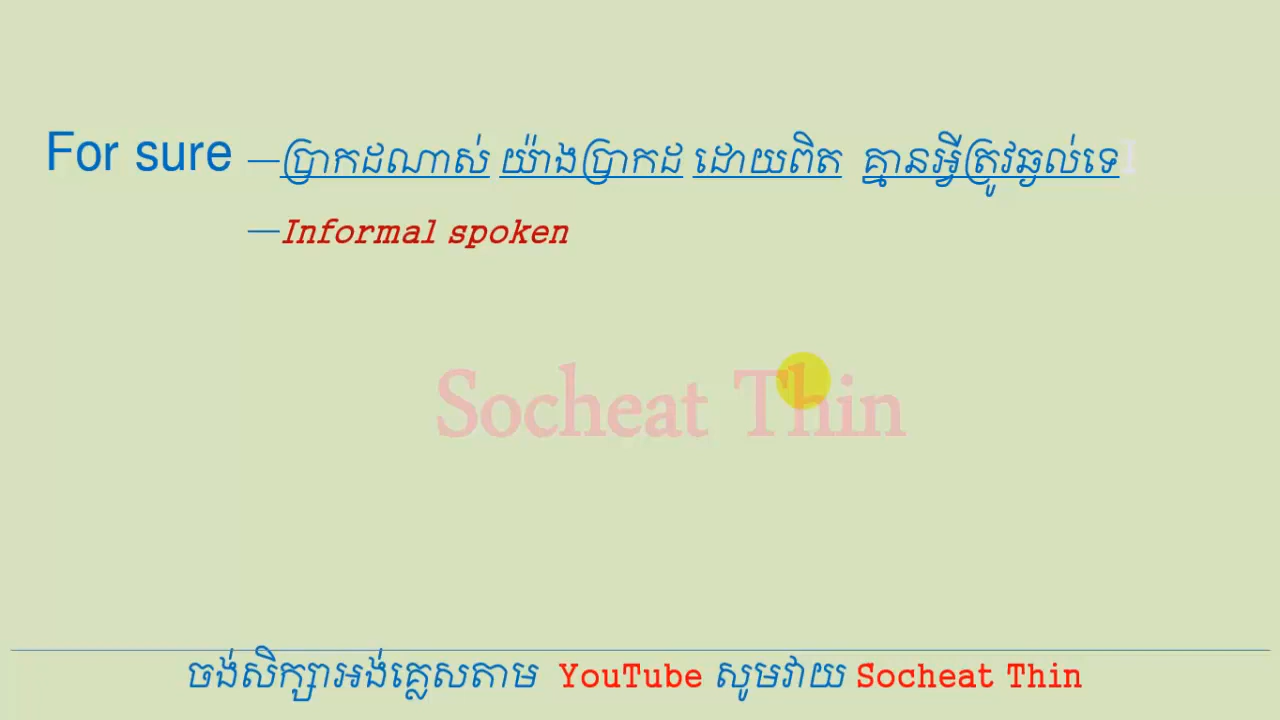 For sure —ប្រាកដណាស់ យ៉ាងប្រាកដ ដោយពិត គ្មានអ្វីត្រូវឆ្ងល់ទេ
—Informal spoken
Socheat Thin
ចង់សិក្សាអង់គ្លេសតាម YouTube សូមវាយ Socheat Thin